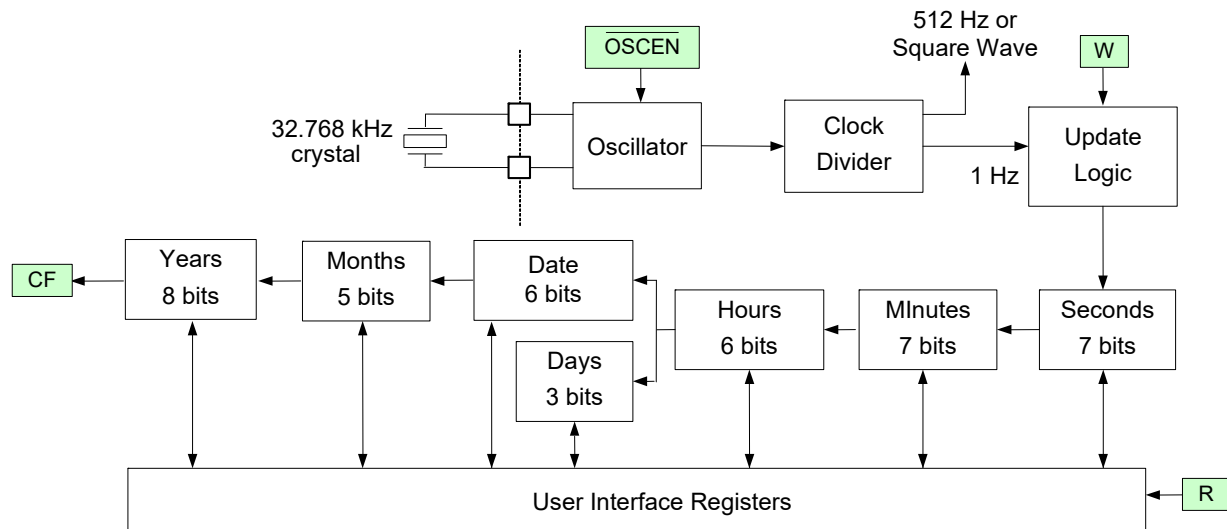 512 Hz or
Square Wave
OSCEN
W
32.768 kHz
crystal
Oscillator
Clock
Divider
1 Hz
Update
Logic
CF
Years
8 bits
Months
5 bits
Date
6 bits
Days
3 bits
Hours
6 bits
MInutes
7 bits
Seconds
7 bits
User Interface Registers
R